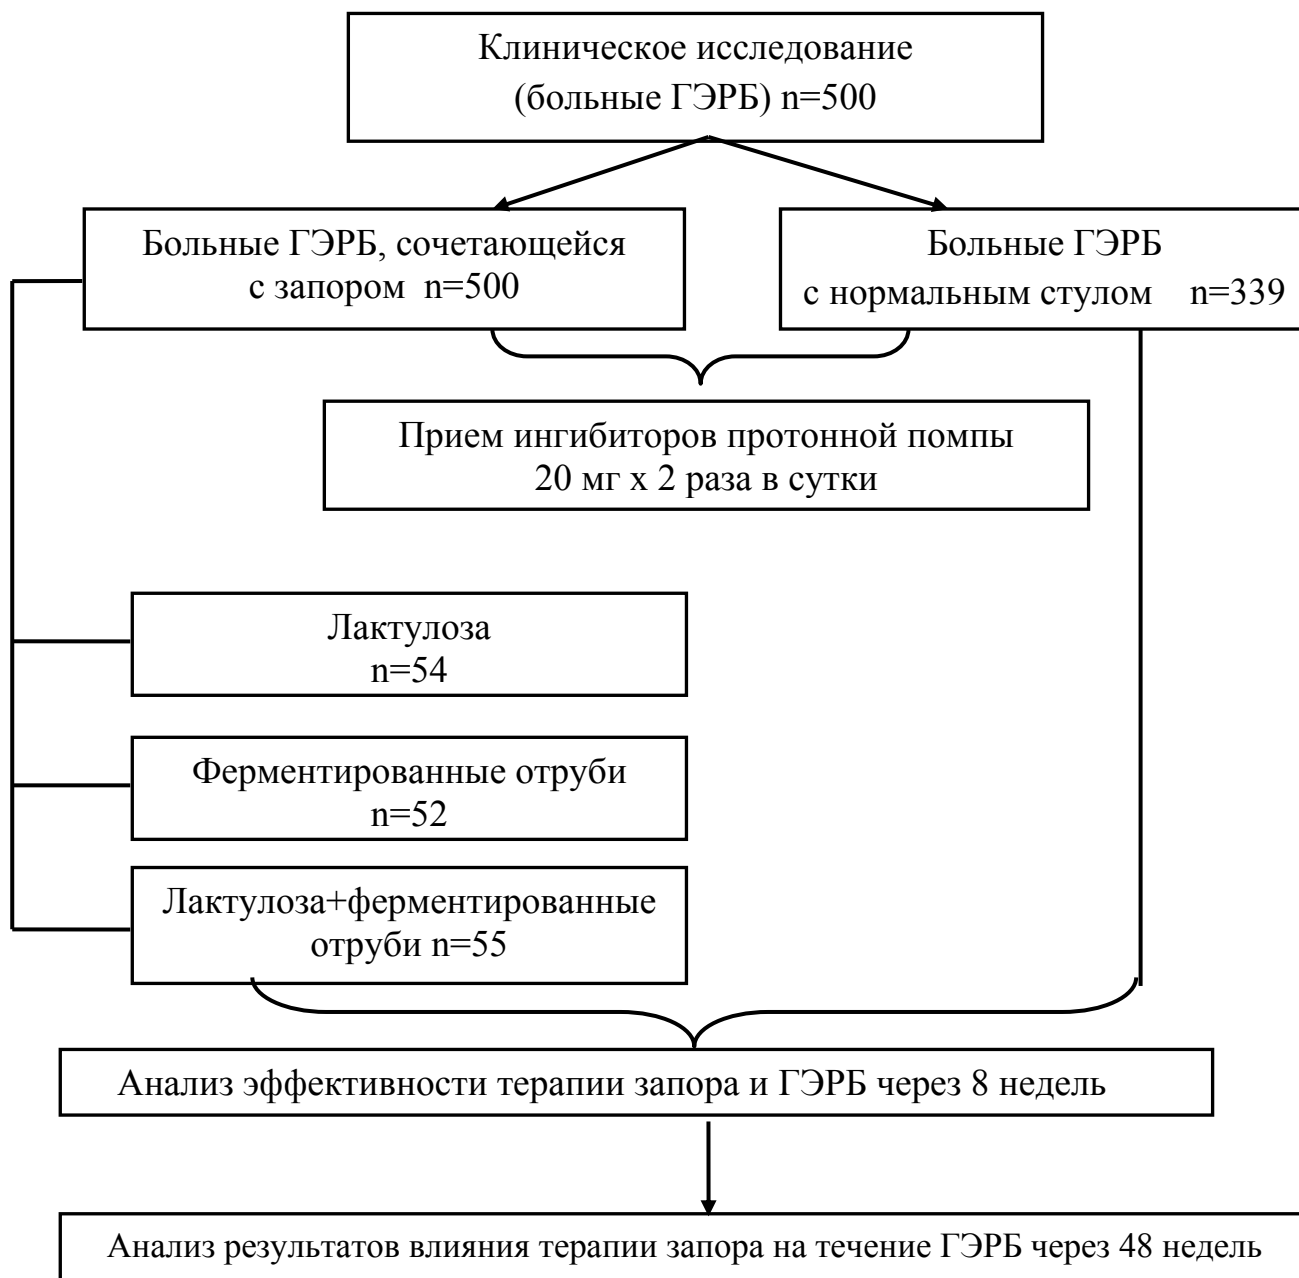 Клиническое исследование
(больные ГЭРБ) n=500
Больные ГЭРБ, сочетающейся
с запором n=500
Больные ГЭРБ
с нормальным стулом n=339
Прием ингибиторов протонной помпы
20 мг х 2 раза в сутки
Лактулоза
n=54
Ферментированные отруби
n=52
Лактулоза+ферментированные
отруби n=55
Анализ эффективности терапии запора и ГЭРБ через 8 недель
Анализ результатов влияния терапии запора на течение ГЭРБ через 48 недель